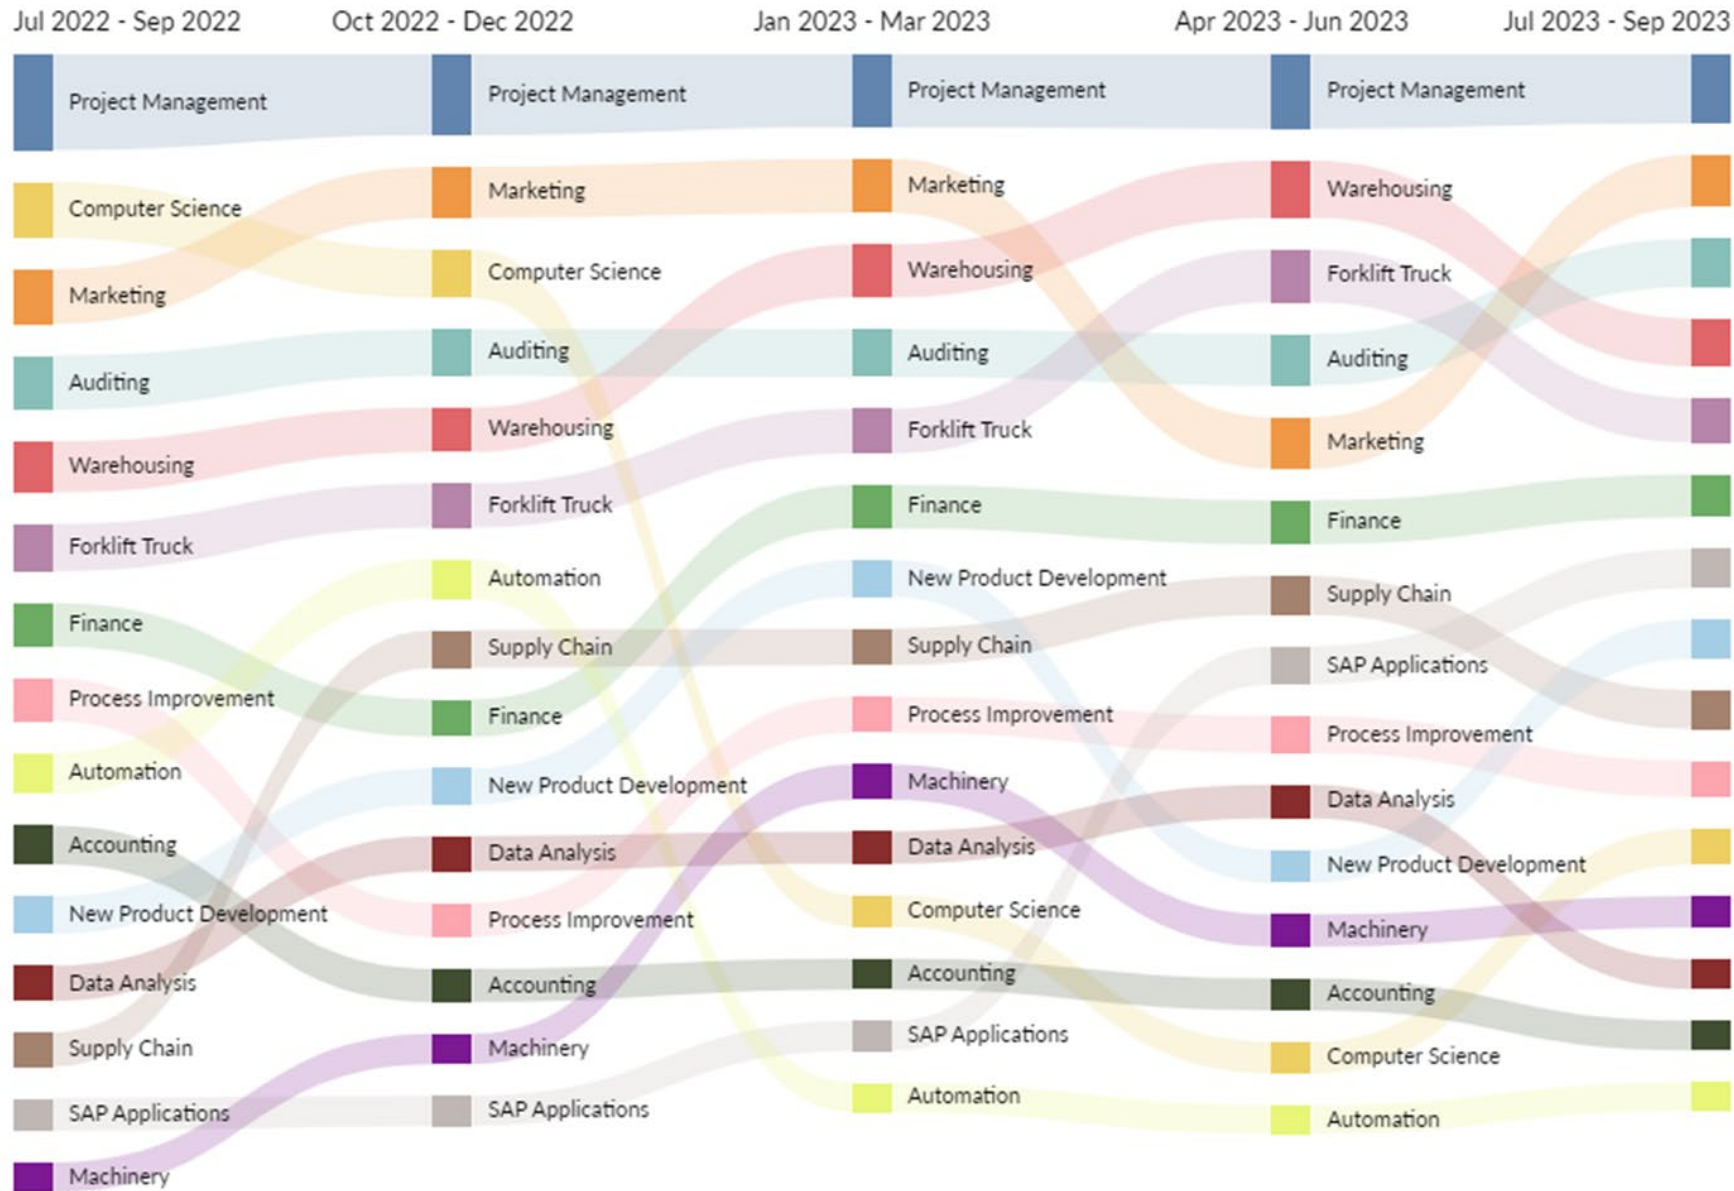 Jul 2022 - Sep 2022
Oct 2022 - Dec 2022
Jan 2023 - Mar 2023
Apr 2023 - Jun 2023
Jul 2023 - Sep 2023
Project Management
Computer Science
Marketing
Auditing
Warehousing
Forklift Truck
Finance
Process Improvement
Automation
Accounting
New Product Development
Data Analysis
Supply Chain
SAP Applications
Machinery
Project Management
Marketing
Computer Science
Auditing
Warehousing
Forklift Truck
Automation
Supply Chain
Finance
New Product Development
Data Analysis
Process Improvement
Accounting
Machinery
SAP Applications
Project Management
Marketing
Warehousing
Auditing
Forklift Truck
Finance
New Product Development
Supply Chain
Process Improvement
Machinery
Data Analysis
Computer Science
Accounting
SAP Applications
Automation
Project Management
Warehousing
Forklift Truck
Auditing
Marketing
Finance
Supply Chain
SAP Applications
Process Improvement
Data Analysis
New Product Development
Machinery
Accounting
Computer Science
Automation